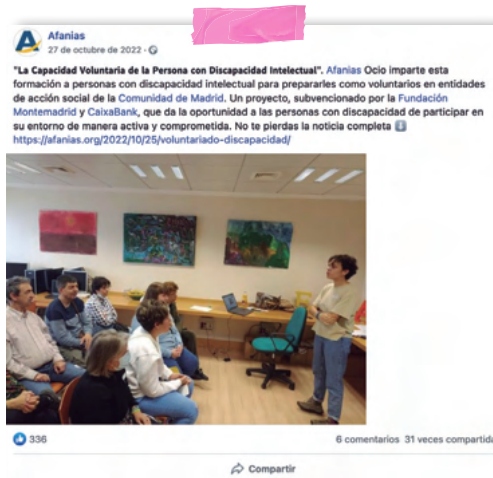 Afanias
27 de octubre de 2022 ·
"La Capacidad Voluntaria de la Persona con Discapacidad Intelectual". Afanias Ocio imparte esta
formación a personas con discapacidad intelectual para prepararles como voluntarios en entidades
de acción social de la Comunidad de Madrid. Un proyecto, subvencionado por la Fundación
Montemadrid y CaixaBank, que da la oportunidad a las personas con discapacidad de participar en
su entorno de manera activa y comprometida. No te pierdas la noticia completa ⬇️
https://afanias.org/2022/10/25/voluntariado-discapacidad/
336
6 comentarios 31 veces compartida
Compartir